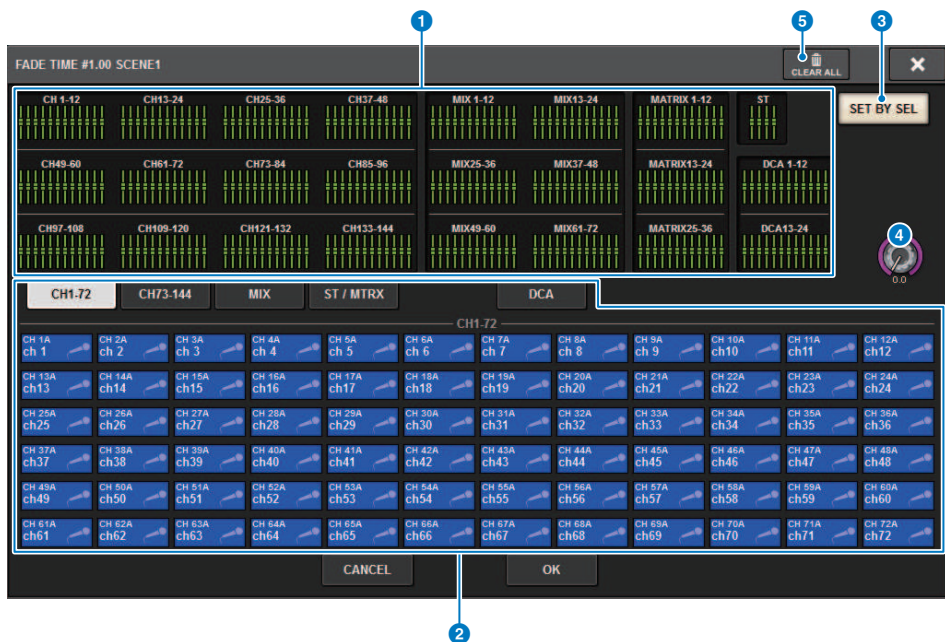 1 5 3
FADE TIME #1.00 SCENE1 CLEAR ALL ×
CH 1-12 CH13-24 CH25-36 CH37-48 MIX 1-12 MIX13-24 MATRIX 1-12 ST SET BY SEL
CH49-60 CH61-72 CH73-84 CH85-96 MIX25-36 MIX37-48 MATRIX13-24 DCA 1-12
CH97-108 CH109-120 CH121-132 CH133-144 MIX49-60 MIX61-72 MATRIX25-36 DCA13-24 4
0.0
CH1-72 CH73-144 MIX ST / MTRX DCA
CH1-72
CH 1A CH 2A CH 3A CH 4A CH 5A CH 6A CH 7A CH 8A CH 9A CH 10A CH 11A CH 12A
ch 1 ch 2 ch 3 ch 4 ch 5 ch 6 ch 7 ch 8 ch 9 ch10 ch11 ch12
CH 13A CH 14A CH 15A CH 16A CH 17A CH 18A CH 19A CH 20A CH 21A CH 22A CH 23A CH 24A
ch13 ch14 ch15 ch16 ch17 ch18 ch19 ch20 ch21 ch22 ch23 ch24
CH 25A CH 26A CH 27A CH 28A CH 29A CH 30A CH 31A CH 32A CH 33A CH 34A CH 35A CH 36A
ch25 ch26 ch27 ch28 ch29 ch30 ch31 ch32 ch33 ch34 ch35 ch36
CH 37A CH 38A CH 39A CH 40A CH 41A CH 42A CH 43A CH 44A CH 45A CH 46A CH 47A CH 48A
ch37 ch38 ch39 ch40 ch41 ch42 ch43 ch44 ch45 ch46 ch47 ch48
CH 49A CH 50A CH 51A CH 52A CH 53A CH 54A CH 55A CH 56A CH 57A CH 58A CH 59A CH 60A
ch49 ch50 ch51 ch52 ch53 ch54 ch55 ch56 ch57 ch58 ch59 ch60
CH 61A CH 62A CH 63A CH 64A CH 65A CH 66A CH 67A CH 68A CH 69A CH 70A CH 71A CH 72A
ch61 ch62 ch63 ch64 ch65 ch66 ch67 ch68 ch69 ch70 ch71 ch72
CANCEL OK
2